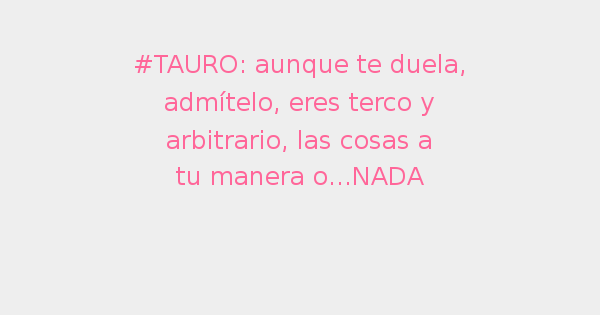 #TAURO: aunque te duela,
admítelo, eres terco y
arbitrario, las cosas a
tu manera o...NADA